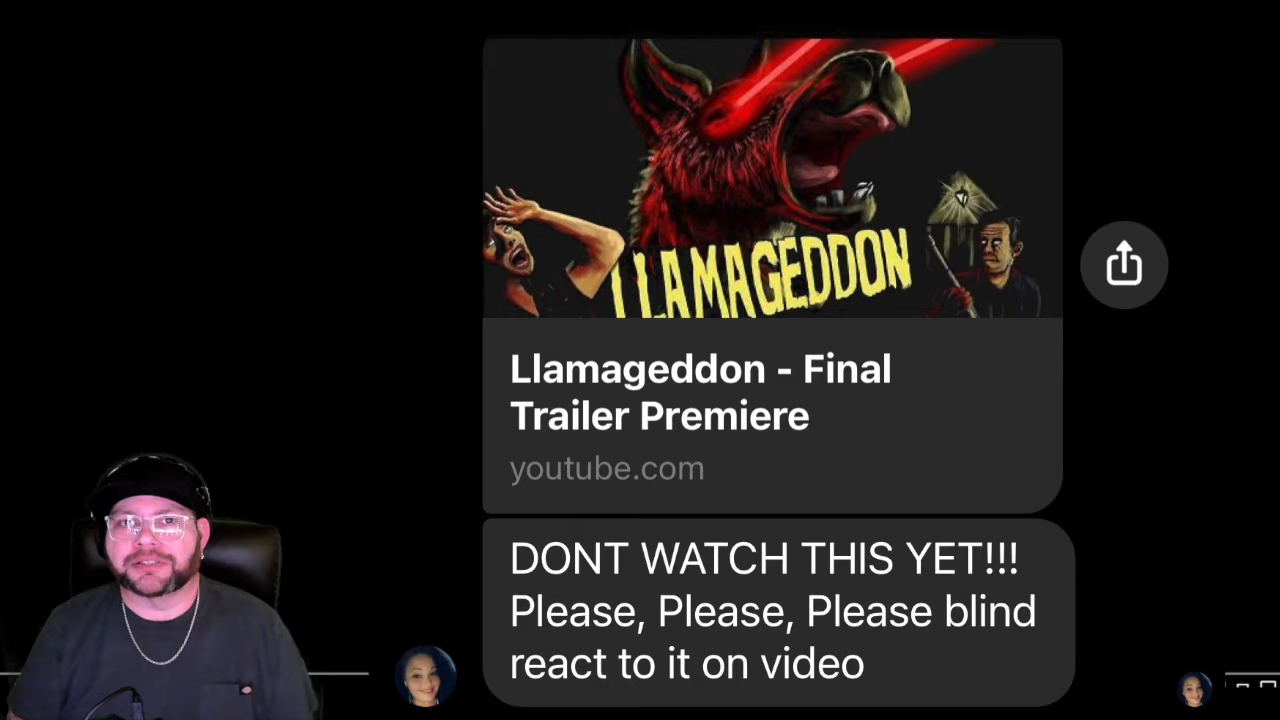 LLAMAGEDDON
Llamageddon - Final
Trailer Premiere
youtube.com
DONT WATCH THIS YET!!!
Please, Please, Please blind
react to it on video